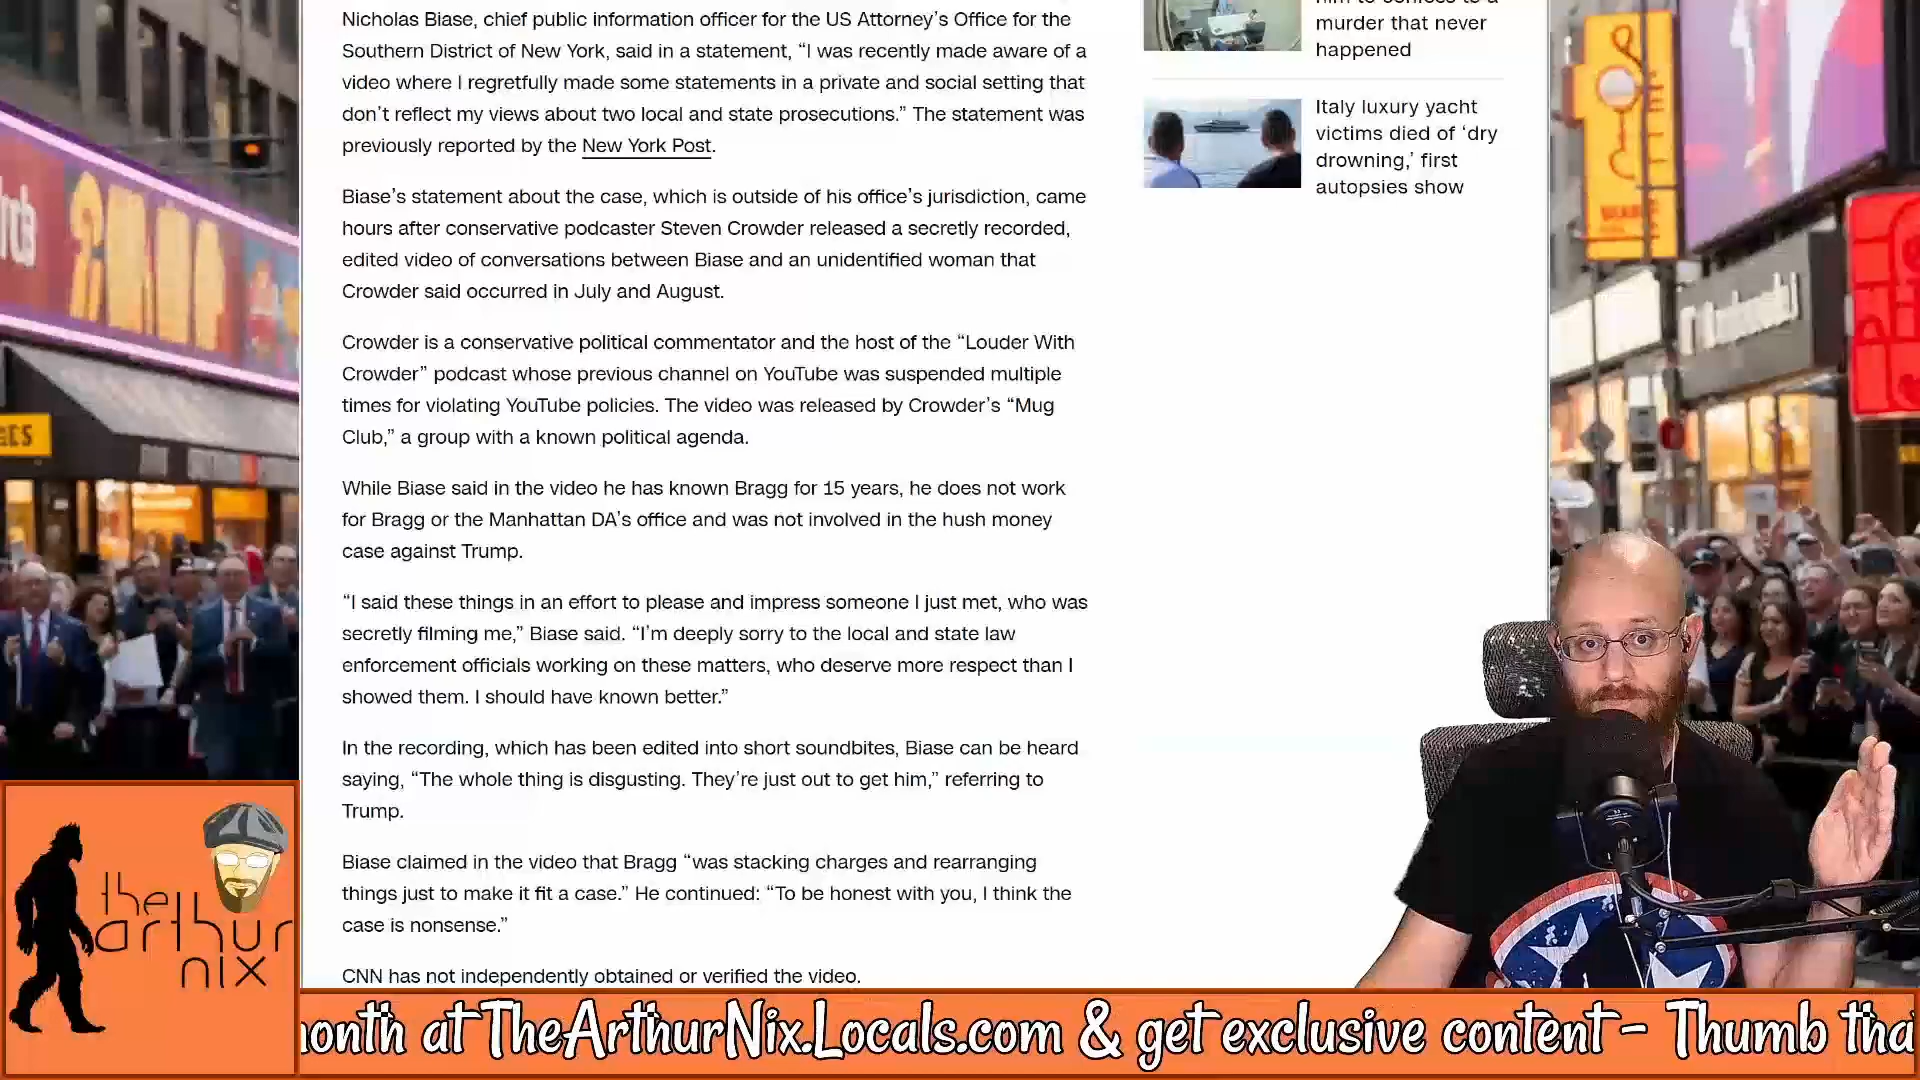 Nicholas Biase, chief public information officer for the US Attorney’s Office for the
Southern District of New York, said in a statement, “I was recently made aware of a
video where I regretfully made some statements in a private and social setting that
don’t reflect my views about two local and state prosecutions.” The statement was
previously reported by the New York Post.
Biase’s statement about the case, which is outside of his office’s jurisdiction, came
hours after conservative podcaster Steven Crowder released a secretly recorded,
edited video of conversations between Biase and an unidentified woman that
Crowder said occurred in July and August.
Crowder is a conservative political commentator and the host of the “Louder With
Crowder” podcast whose previous channel on YouTube was suspended multiple
times for violating YouTube policies. The video was released by Crowder’s “Mug
Club,” a group with a known political agenda.
While Biase said in the video he has known Bragg for 15 years, he does not work
for Bragg or the Manhattan DA’s office and was not involved in the hush money
case against Trump.
“I said these things in an effort to please and impress someone I just met, who was
secretly filming me,” Biase said. “I’m deeply sorry to the local and state law
enforcement officials working on these matters, who deserve more respect than I
showed them. I should have known better.”
In the recording, which has been edited into short soundbites, Biase can be heard
saying, “The whole thing is disgusting. They’re just out to get him,” referring to
Trump.
Biase claimed in the video that Bragg “was stacking charges and rearranging
things just to make it fit a case.” He continued: “To be honest with you, I think the
case is nonsense.”
CNN has not independently obtained or verified the video.
him to confess to a
murder that never
happened
Italy luxury yacht
victims died of ‘dry
drowning,’ first
autopsies show
the
arthur
nix
month at TheArthurNix.Locals.com & get exclusive content - Thumb tha